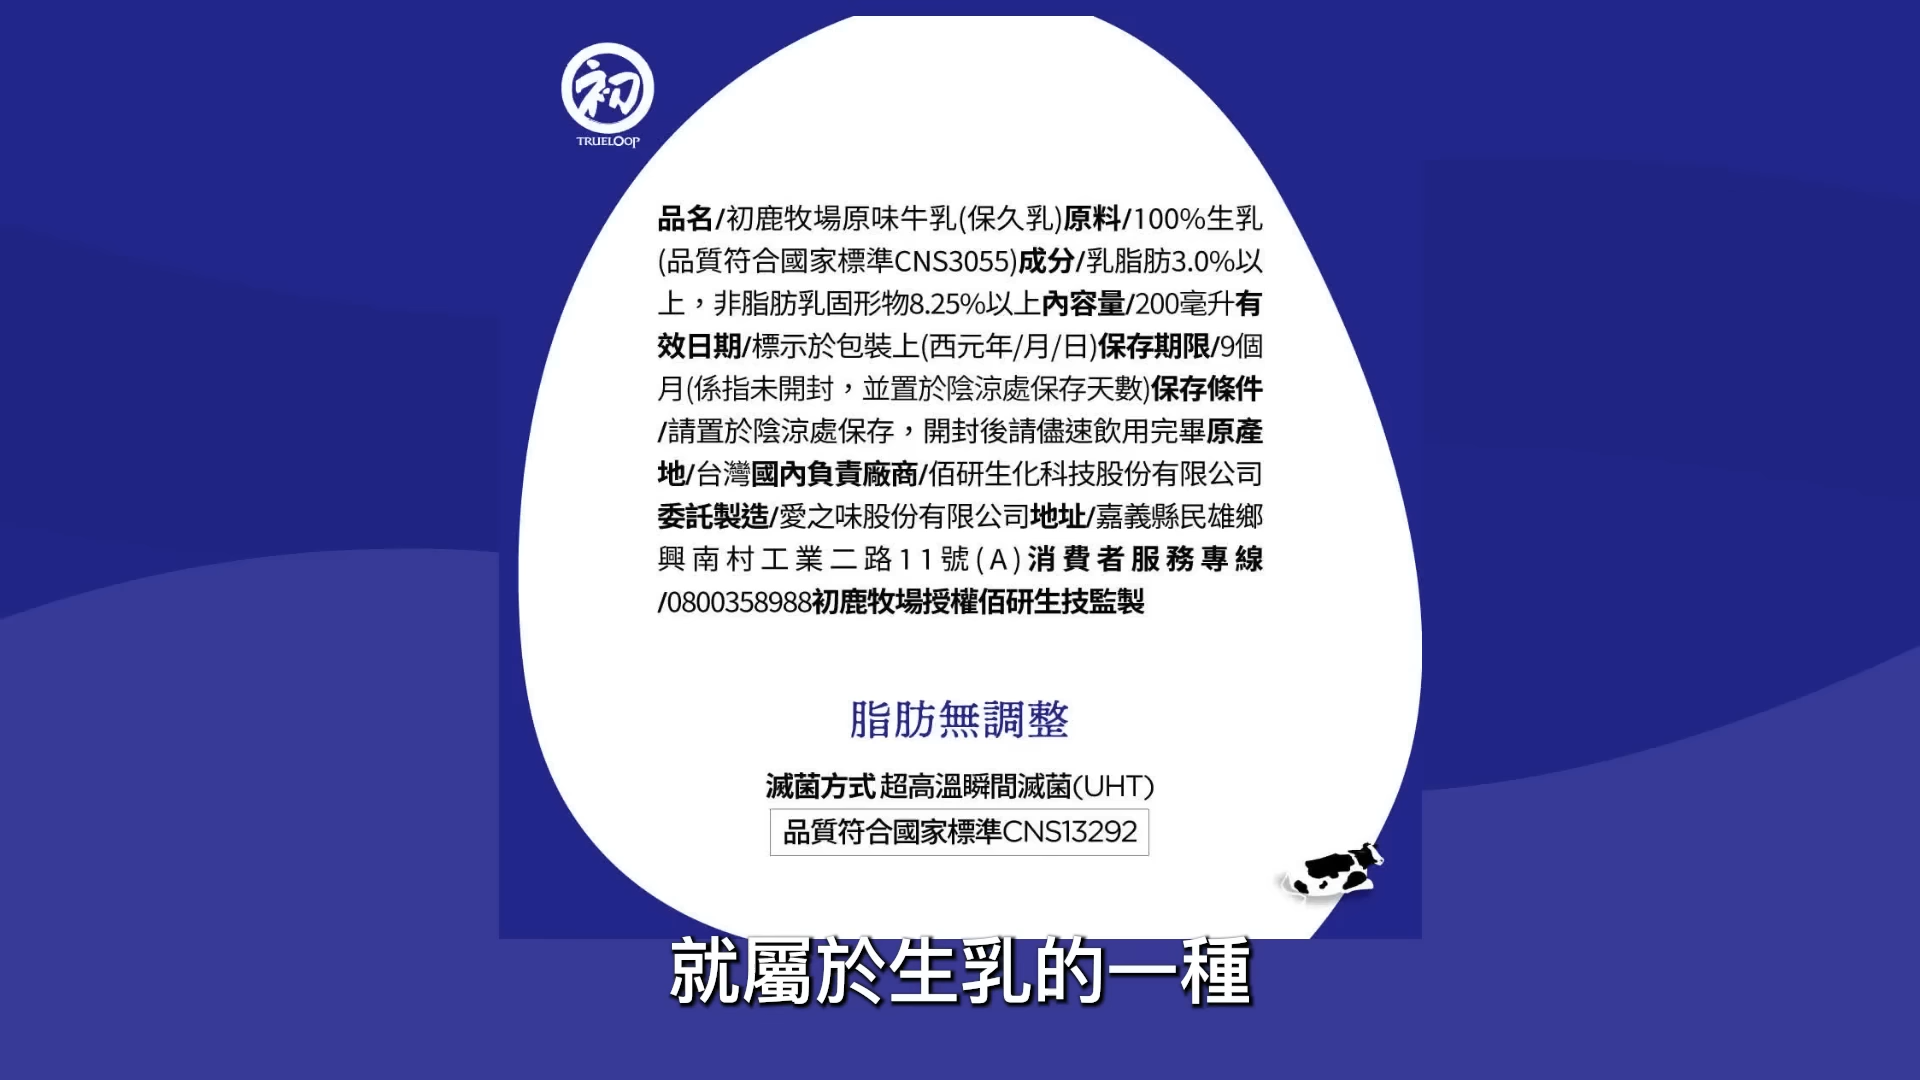 初
TRUELOOP
品名/初鹿牧場原味牛乳(保久乳)原料/100%生乳
(品質符合國家標準CNS3055)成分/乳脂肪3.0%以
上，非脂肪乳固形物8.25%以上內容量/200毫升有
效日期/標示於包裝上(西元年/月/日)保存期限/9個
月(係指未開封，並置於陰涼處保存天數)保存條件
/請置於陰涼處保存，開封後請儘速飲用完畢原產
地/台灣國內負責廠商/佰研生化科技股份有限公司
委託製造/愛之味股份有限公司地址/嘉義縣民雄鄉
興南村工業二路11號(A)消費者服務專線
/0800358988初鹿牧場授權佰研生技監製
脂肪無調整
滅菌方式 超高溫瞬間滅菌(UHT)
品質符合國家標準CNS13292
就屬於生乳的一種